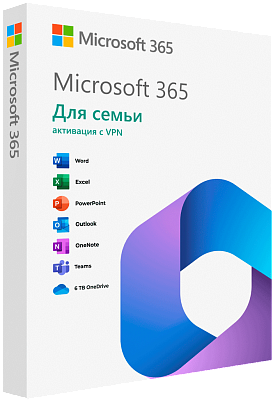 Microsoft 365
Microsoft 365
Microsoft 365
Для семьи
активация с VPN
Word
Excel
PowerPoint
Outlook
OneNote
Teams
6 TB OneDrive